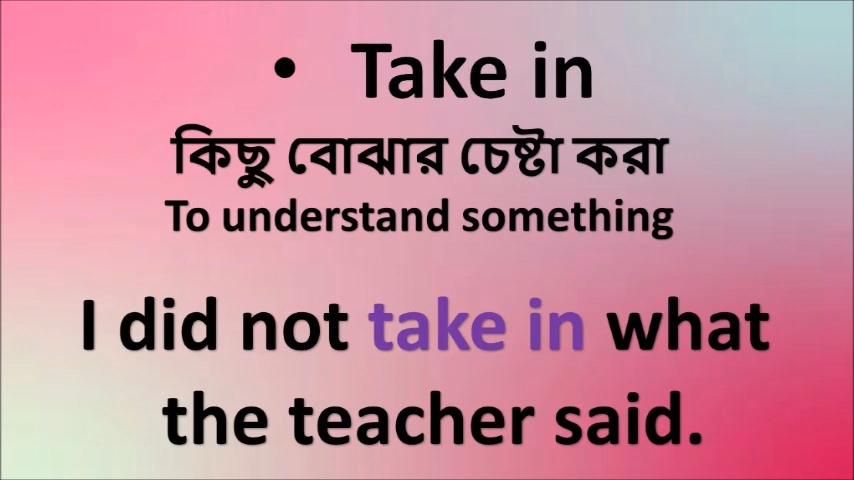 • Take in
কিছু বোঝার চেষ্টা করা
To understand something
I did not take in what
the teacher said.